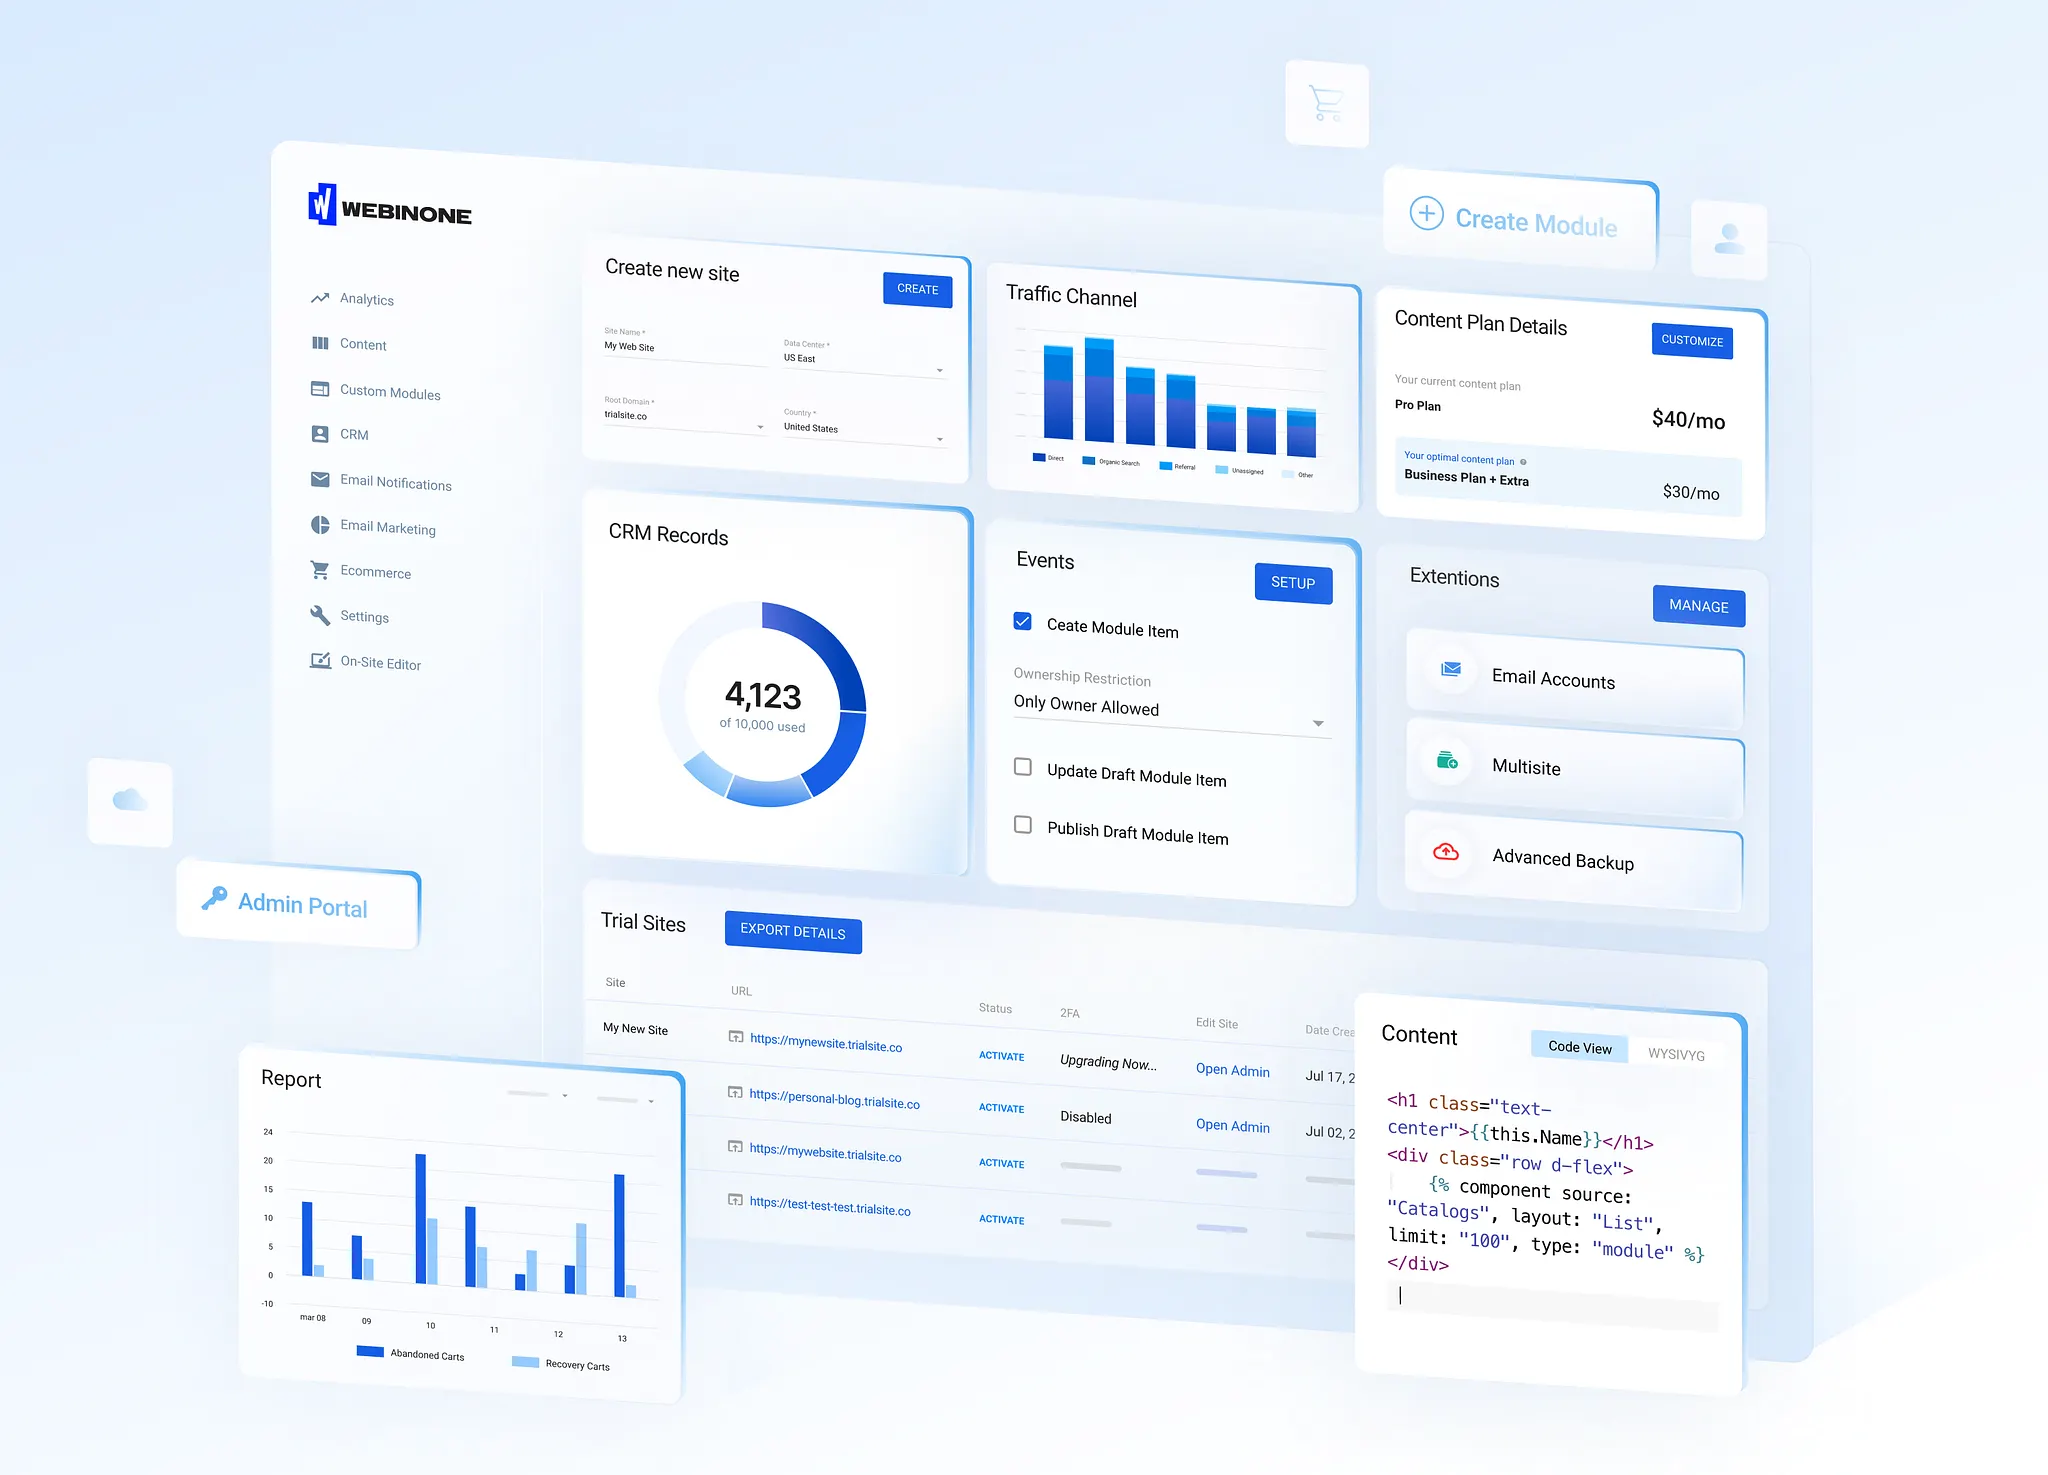 WEBINONE
Analytics
Content
Custom Modules
CRM
Email Notifications
Email Marketing
Ecommerce
Settings
On-Site Editor
Create Module
Create new site
CREATE
Site Name *
My Web Site
Data Center *
US East
Root Domain *
trialsite.co
Country *
United States
Traffic Channel
Direct
Organic Search
Referral
Unassigned
Other
Content Plan Details
CUSTOMIZE
Your current content plan
Pro Plan
$40/mo
Your optimal content plan
Business Plan + Extra
$30/mo
CRM Records
4,123
of 10,000 used
Events
SETUP
Ceate Module Item
Ownership Restriction
Only Owner Allowed
Update Draft Module Item
Publish Draft Module Item
Extentions
MANAGE
Email Accounts
Multisite
Advanced Backup
Admin Portal
Trial Sites
EXPORT DETAILS
Site URL Status 2FA Edit Site Date Crea
My New Site https://mynewsite.trialsite.co ACTIVATE Upgrading Now... Open Admin Jul 17, 2
https://personal-blog.trialsite.co ACTIVATE Disabled Open Admin Jul 02, 2
https://mywebsite.trialsite.co ACTIVATE
https://test-test-test.trialsite.co ACTIVATE
Report
24
20
15
10
5
0
-10
mar 08 09 10 11 12 13
Abandoned Carts Recovery Carts
Content
Code View WYSIVYG
<h1 class="text-
center">{{this.Name}}</h1>
<div class="row d-flex">
{% component source:
"Catalogs", layout: "List",
limit: "100", type: "module" %}
</div>